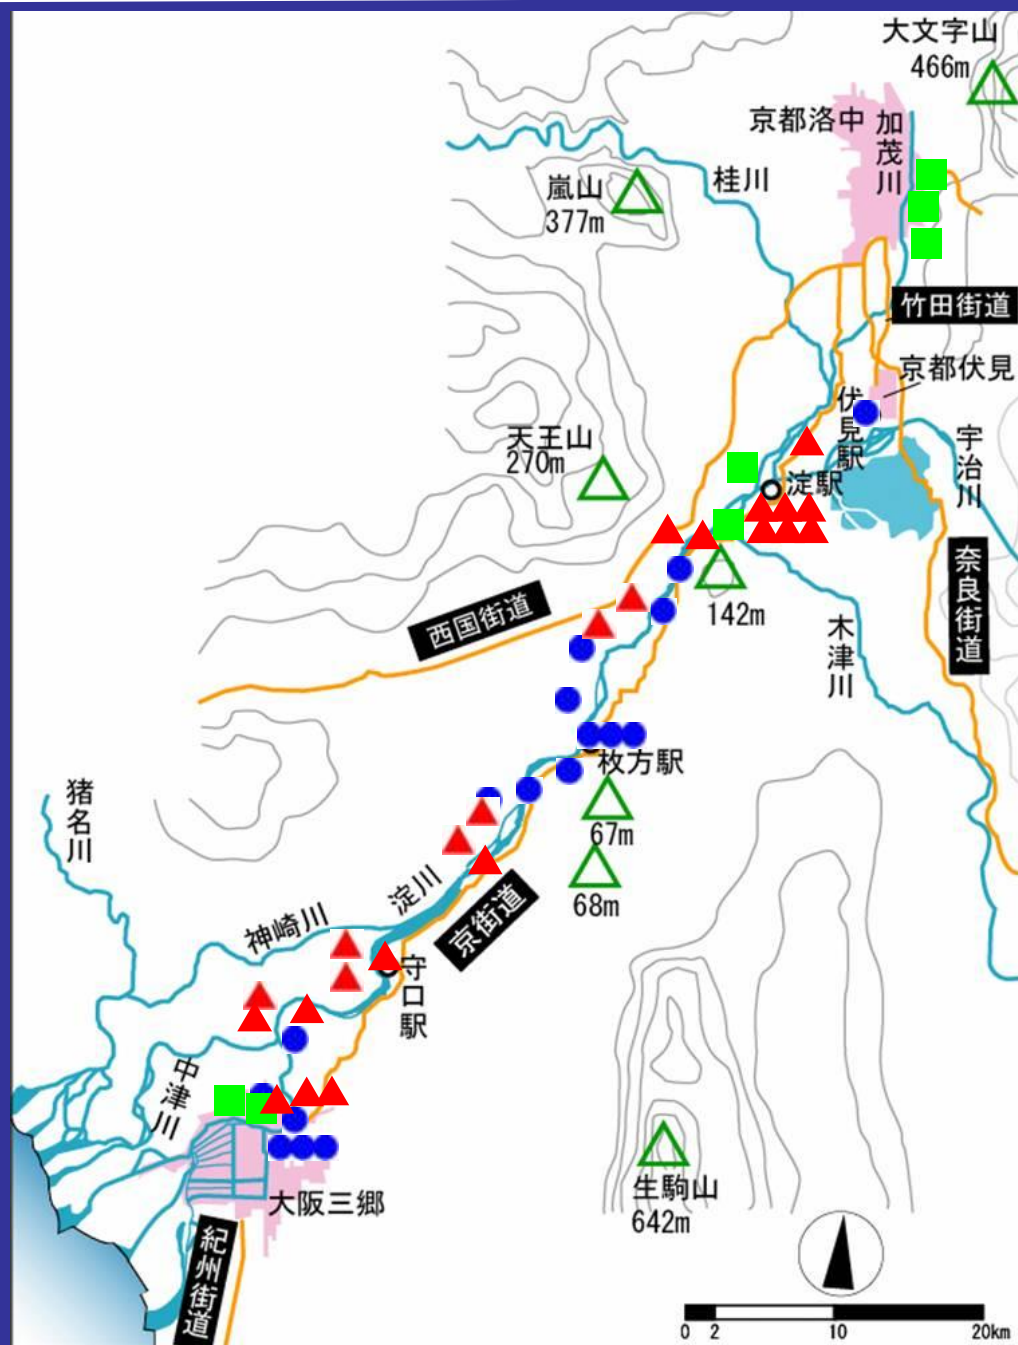 大文字山
466m
京都洛中
加茂川
嵐山
377m
桂川
竹田街道
京都伏見
伏見駅
天王山
270m
淀駅
宇治川
奈良街道
西国街道
142m
木津川
枚方駅
67m
猪名川
68m
淀川
京街道
神崎川
守口駅
中津川
大阪三郷
生駒山
642m
紀州街道
0 2 10 20km